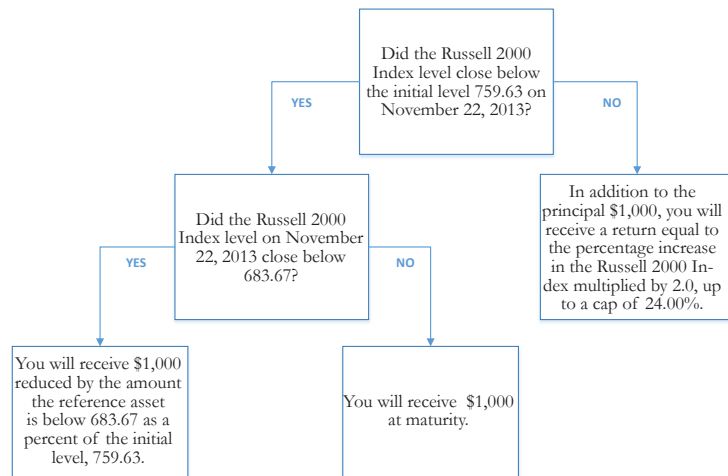 Did the Russell 2000
Index level close below
the initial level 759.63 on
November 22, 2013?
YES
NO
Did the Russell 2000
Index level on November
22, 2013 close below
683.67?
In addition to the
principal $1,000, you will
receive a return equal to
the percentage increase
in the Russell 2000 In-
dex multiplied by 2.0, up
to a cap of 24.00%.
YES
NO
You will receive $1,000
reduced by the amount
the reference asset
is below 683.67 as a
percent of the initial
level, 759.63.
You will receive $1,000
at maturity.